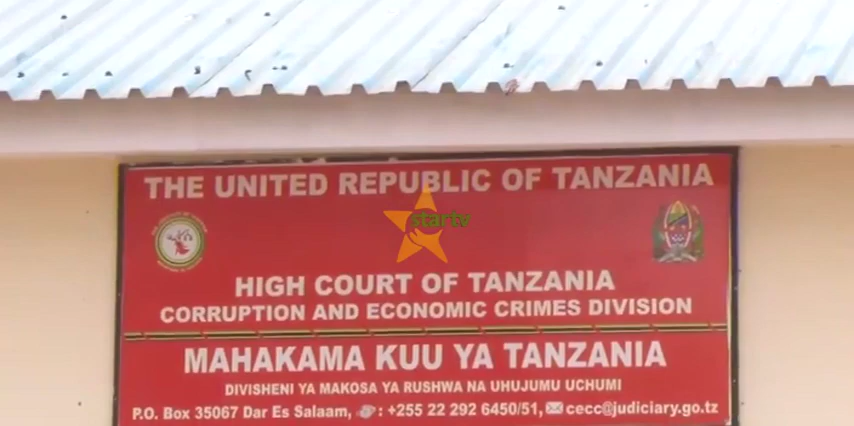 THE UNITED REPUBLIC OF TANZANIA
startv
HIGH COURT OF TANZANIA
CORRUPTION AND ECONOMIC CRIMES DIVISION
MAHAKAMA KUU YA TANZANIA
DIVISHENI YA MAKOSA YA RUSHWA NA UHUJUMU UCHUMI
P.O. Box 35067 Dar Es Salaam, : +255 22 292 6450/51, cecc@judiciary.go.tz